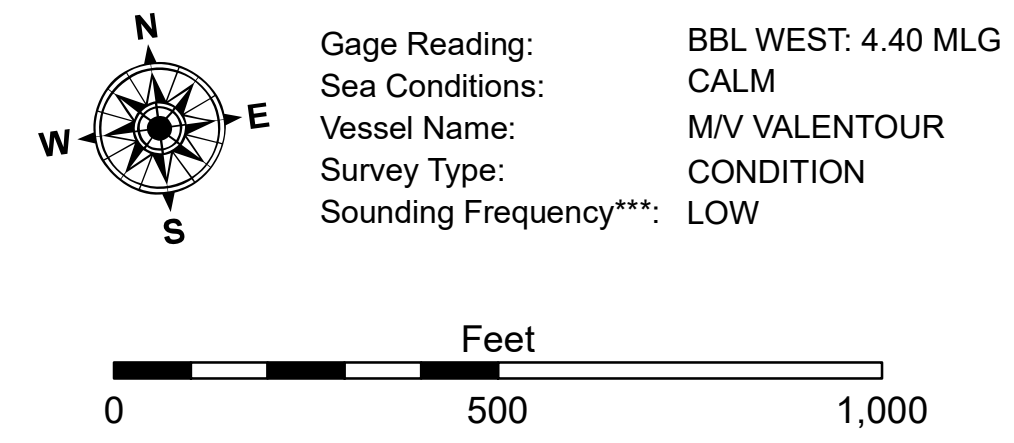 N
W
E
S
Gage Reading: BBL WEST: 4.40 MLG
Sea Conditions: CALM
Vessel Name: M/V VALENTOUR
Survey Type: CONDITION
Sounding Frequency***: LOW
Feet
0 500 1,000